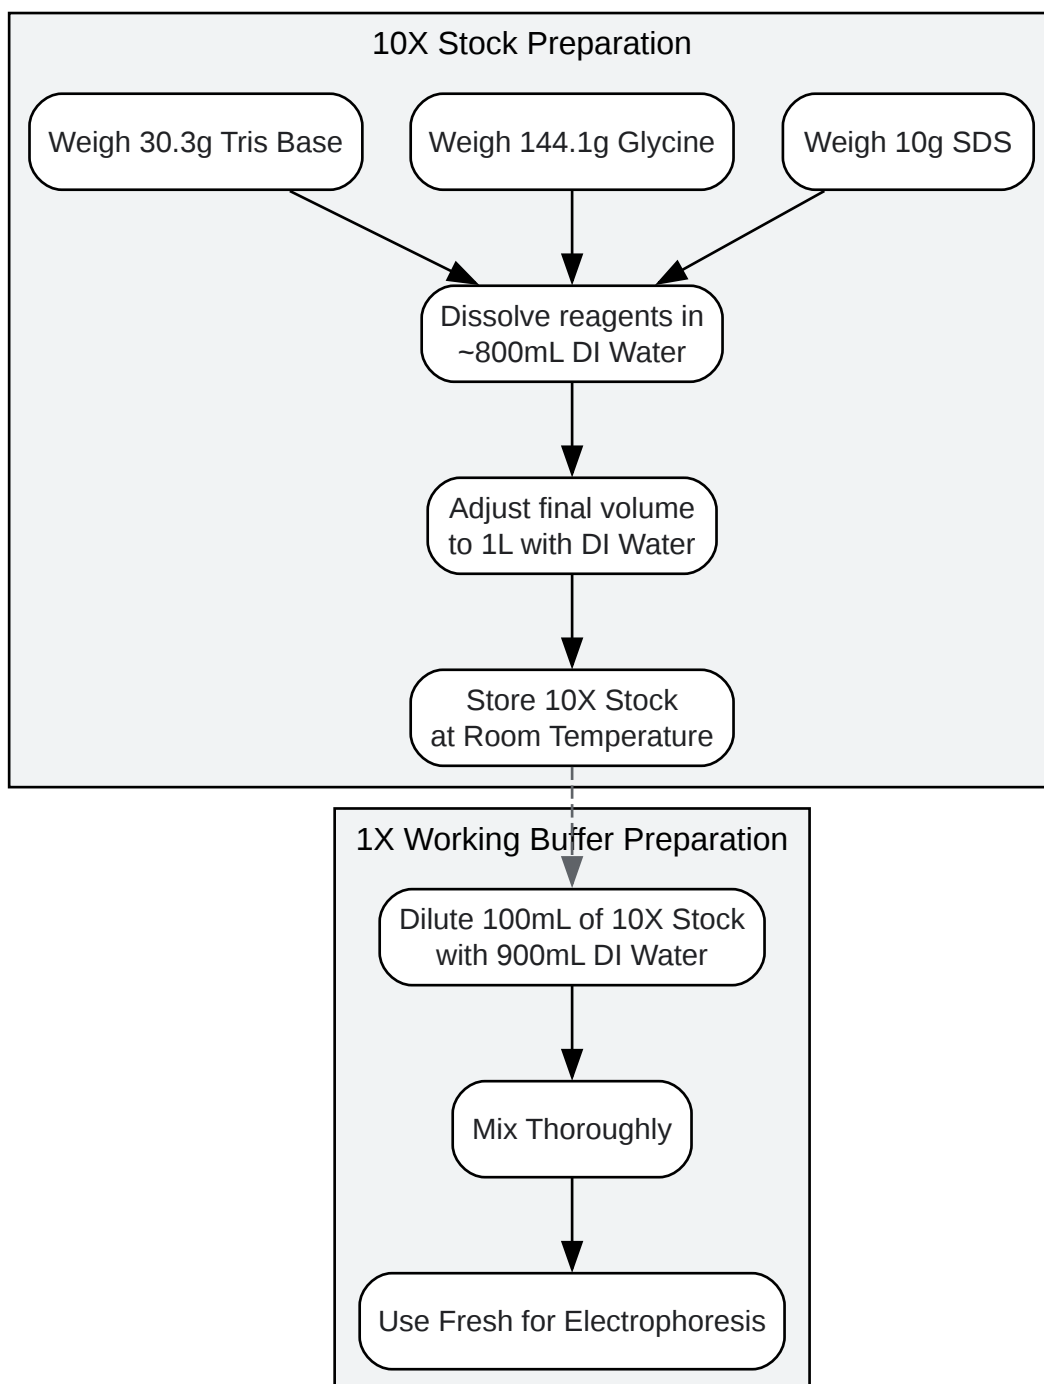 10X Stock Preparation
Weigh 30.3g Tris Base
Weigh 144.1g Glycine
Weigh 10g SDS
Dissolve reagents in
~800mL DI Water
Adjust final volume
to 1L with DI Water
Store 10X Stock
at Room Temperature
1X Working Buffer Preparation
Dilute 100mL of 10X Stock
with 900mL DI Water
Mix Thoroughly
Use Fresh for Electrophoresis